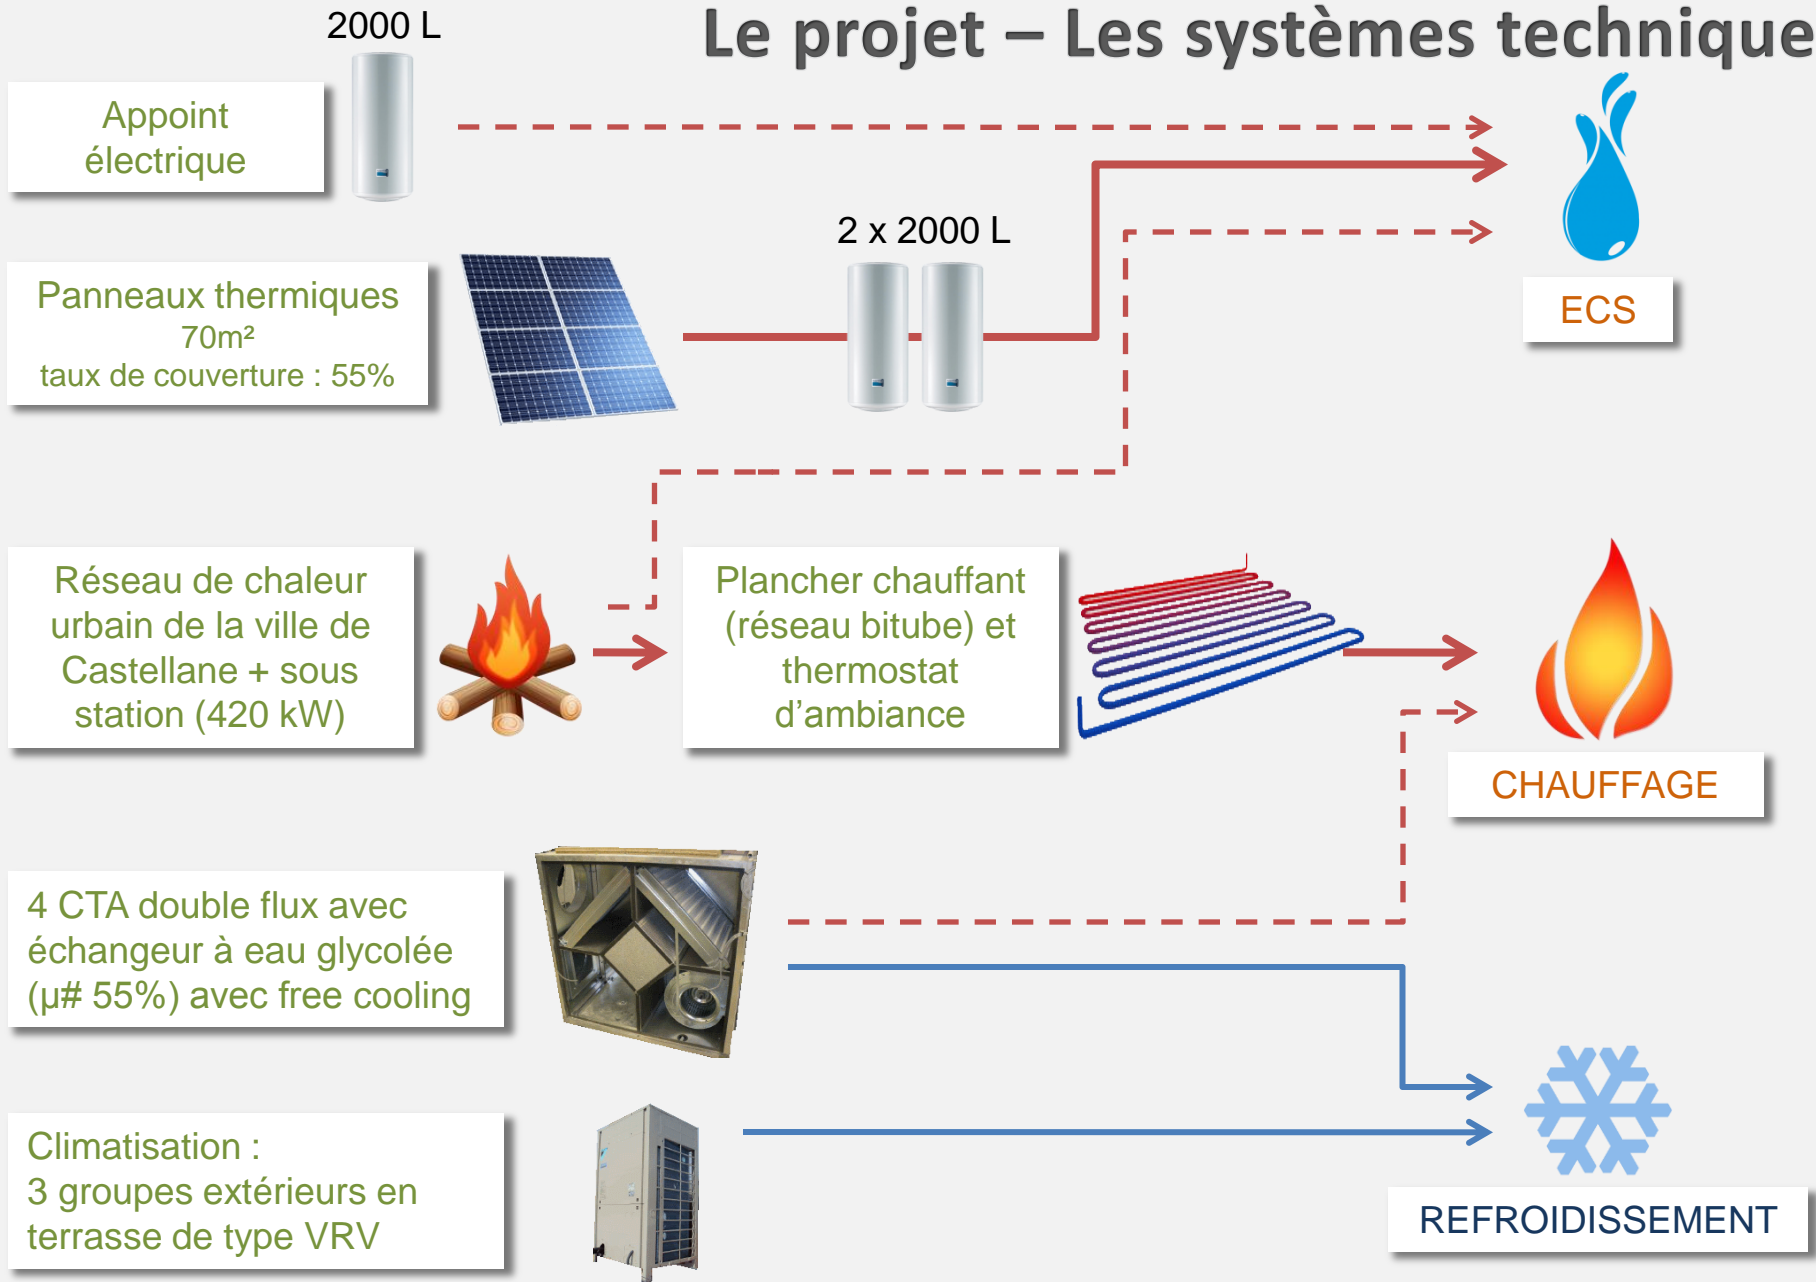 Le projet – Les systèmes technique
2000 L
Appoint
électrique
2 x 2000 L
Panneaux thermiques
70m²
taux de couverture : 55%
ECS
Réseau de chaleur
urbain de la ville de
Castellane + sous
station (420 kW)
Plancher chauffant
(réseau bitube) et
thermostat
d’ambiance
CHAUFFAGE
4 CTA double flux avec
échangeur à eau glycolée
(µ# 55%) avec free cooling
Climatisation :
3 groupes extérieurs en
terrasse de type VRV
REFROIDISSEMENT